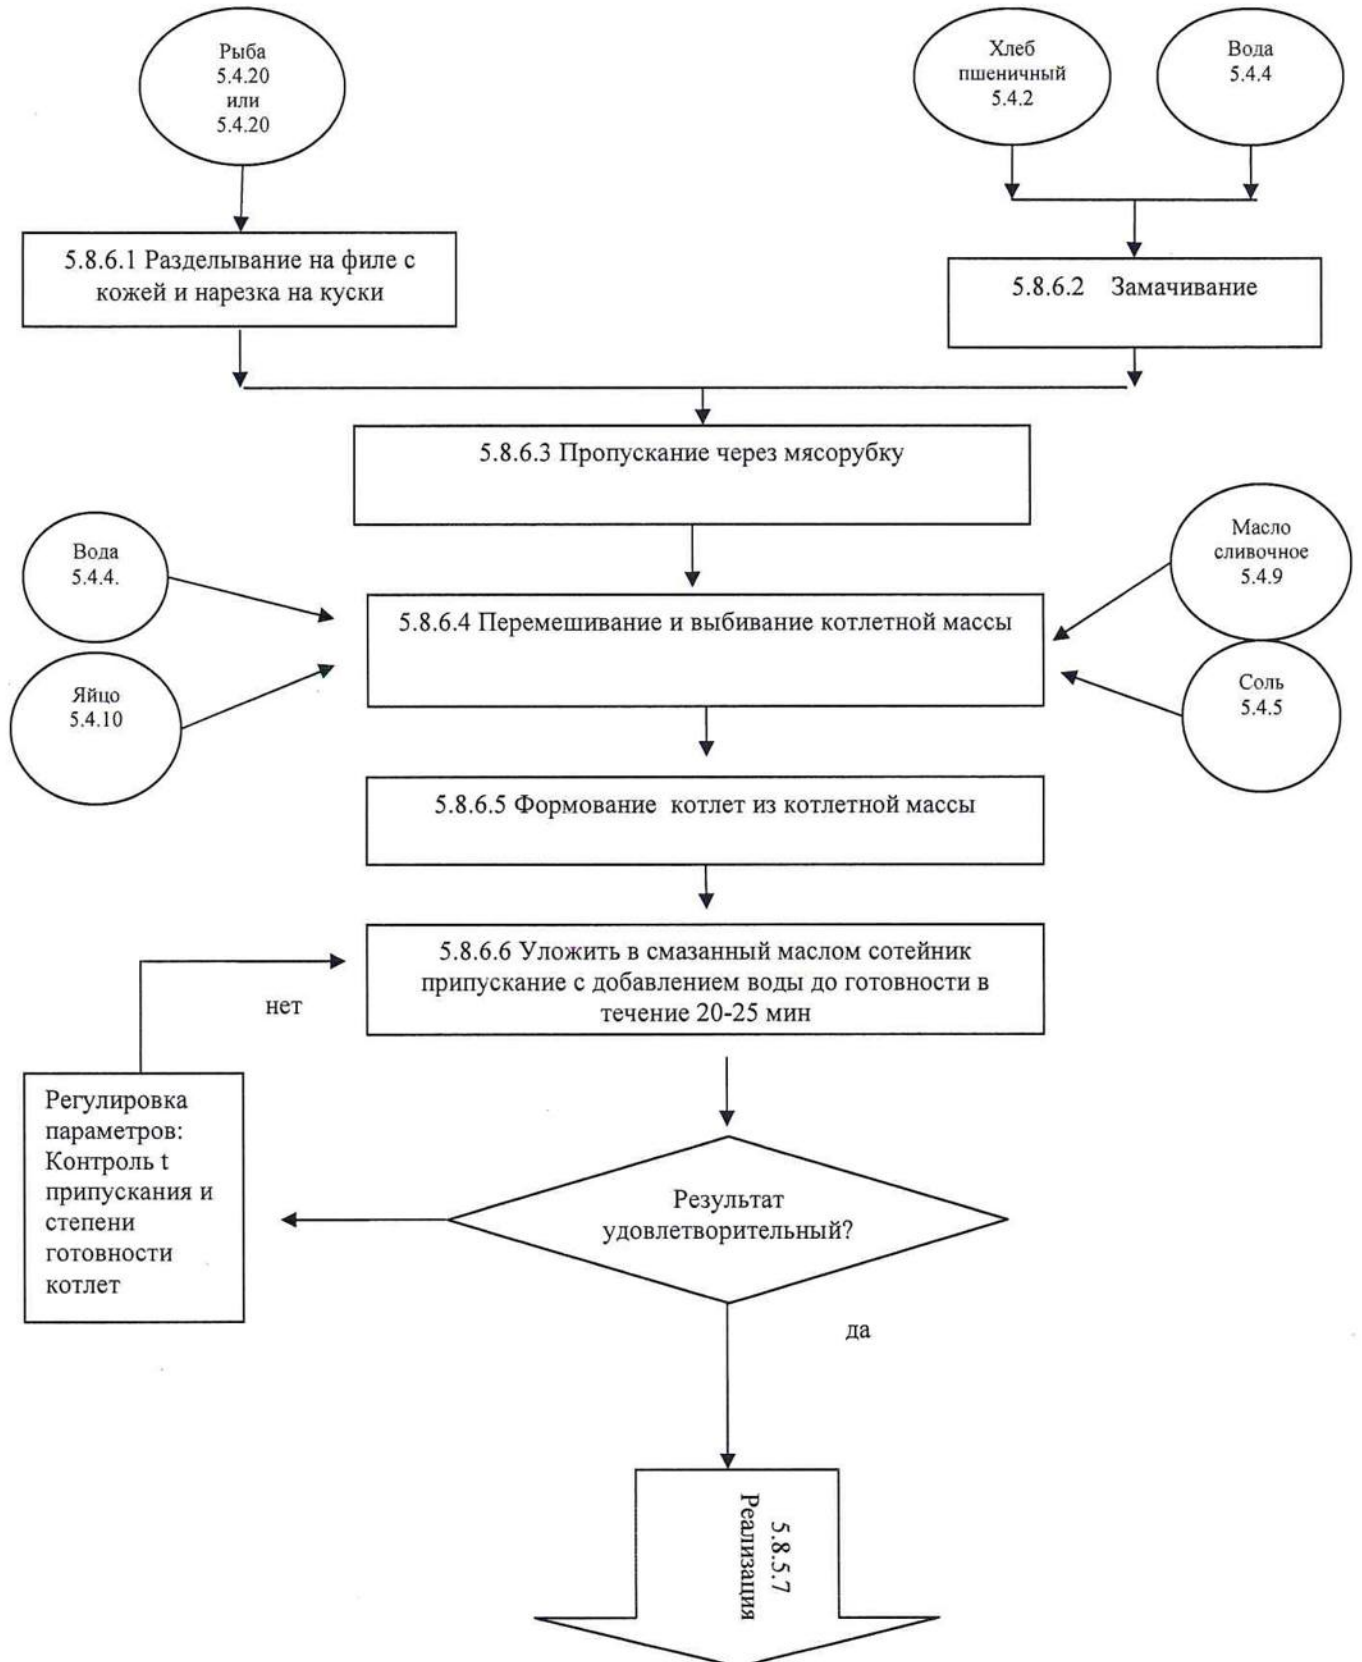 Рыба
5.4.20
или
5.4.20
Хлеб
пшеничный
5.4.2
Вода
5.4.4
5.8.6.1 Разделывание на филе с
кожей и нарезка на куски
5.8.6.2 Замачивание
5.8.6.3 Пропускание через мясорубку
Вода
5.4.4.
Яйцо
5.4.10
5.8.6.4 Перемешивание и выбивание котлетной массы
Масло
сливочное
5.4.9
Соль
5.4.5
5.8.6.5 Формование котлет из котлетной массы
5.8.6.6 Уложить в смазанный маслом сотейник
припускание с добавлением воды до готовности в
течение 20-25 мин
нет
Регулировка
параметров:
Контроль t
припускания и
степени
готовности
котлет
Результат
удовлетворительный?
да
5.8.5.7
Реализация